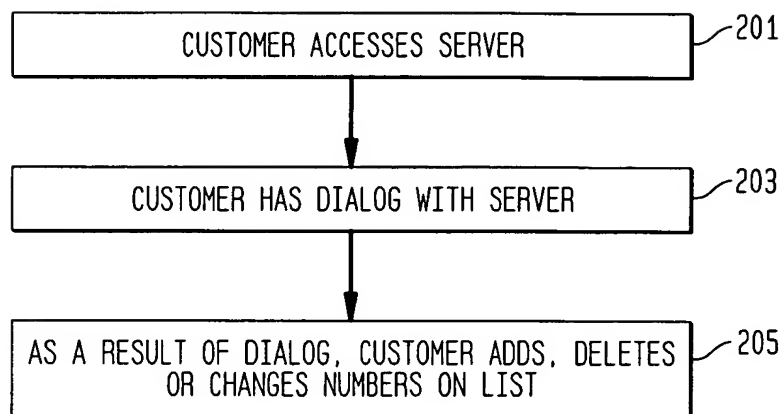 CUSTOMER ACCESSES SERVER
201
CUSTOMER HAS DIALOG WITH SERVER
203
AS A RESULT OF DIALOG, CUSTOMER ADDS, DELETES
OR CHANGES NUMBERS ON LIST
205